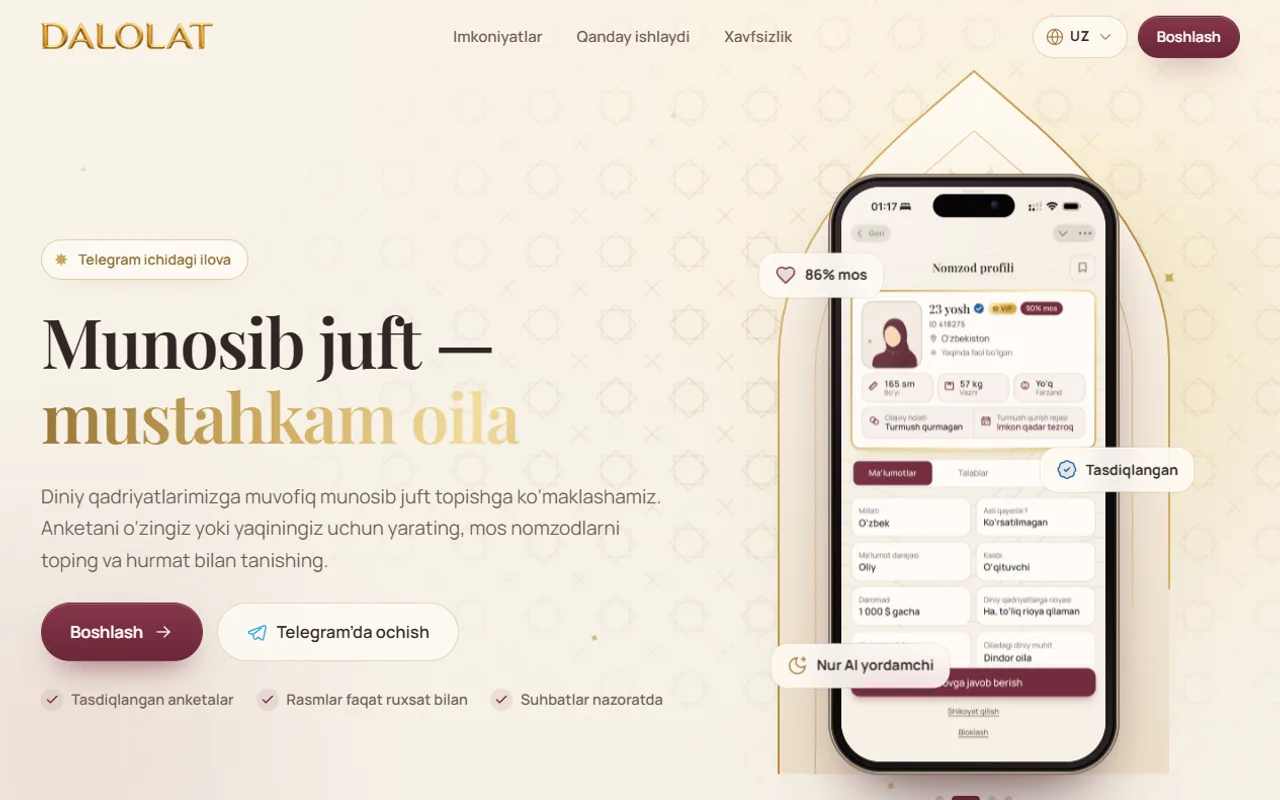 DALOLAT
Imkoniyatlar
Qanday ishlaydi
Xavfsizlik
UZ
Boshlash
Telegram ichidagi ilova
Munosib juft —
mustahkam oila
Diniy qadriyatlarimizga muvofiq munosib juft topishga ko‘maklashamiz.
Anketani o‘zingiz yoki yaqiningiz uchun yarating, mos nomzodlarni
toping va hurmat bilan tanishing.
Boshlash
Telegram’da ochish
Tasdiqlangan anketalar
Rasmlar faqat ruxsat bilan
Suhbatlar nazoratda
01:17
Geri
86% mos
Nomzod profili
23 yosh
VIP
90% mos
ID 418275
O‘zbekiston
Yaqinda faol bo‘lgan
165 sm
Bo‘yi
57 kg
Vazni
Yo‘q
Farzand
Oilaviy holati
Turmush qurmagan
Turmush qurish rejasi
Imkon qadar tezroq
Ma’lumotlar
Talablar
Tasdiqlangan
Millati
O‘zbek
Asli qayerlik?
Ko‘rsatilmagan
Ma’lumot darajasi
Oliy
Kasbi
O‘qituvchi
Daromad
1 000 $ gacha
Diniy qadriyatlarga rioyasi
Ha, to‘liq rioya qilaman
Oiladagi diniy muhit
Dindor oila
Nur AI yordamchi
ovga javob berish
Shikoyat qilish
Bloklash